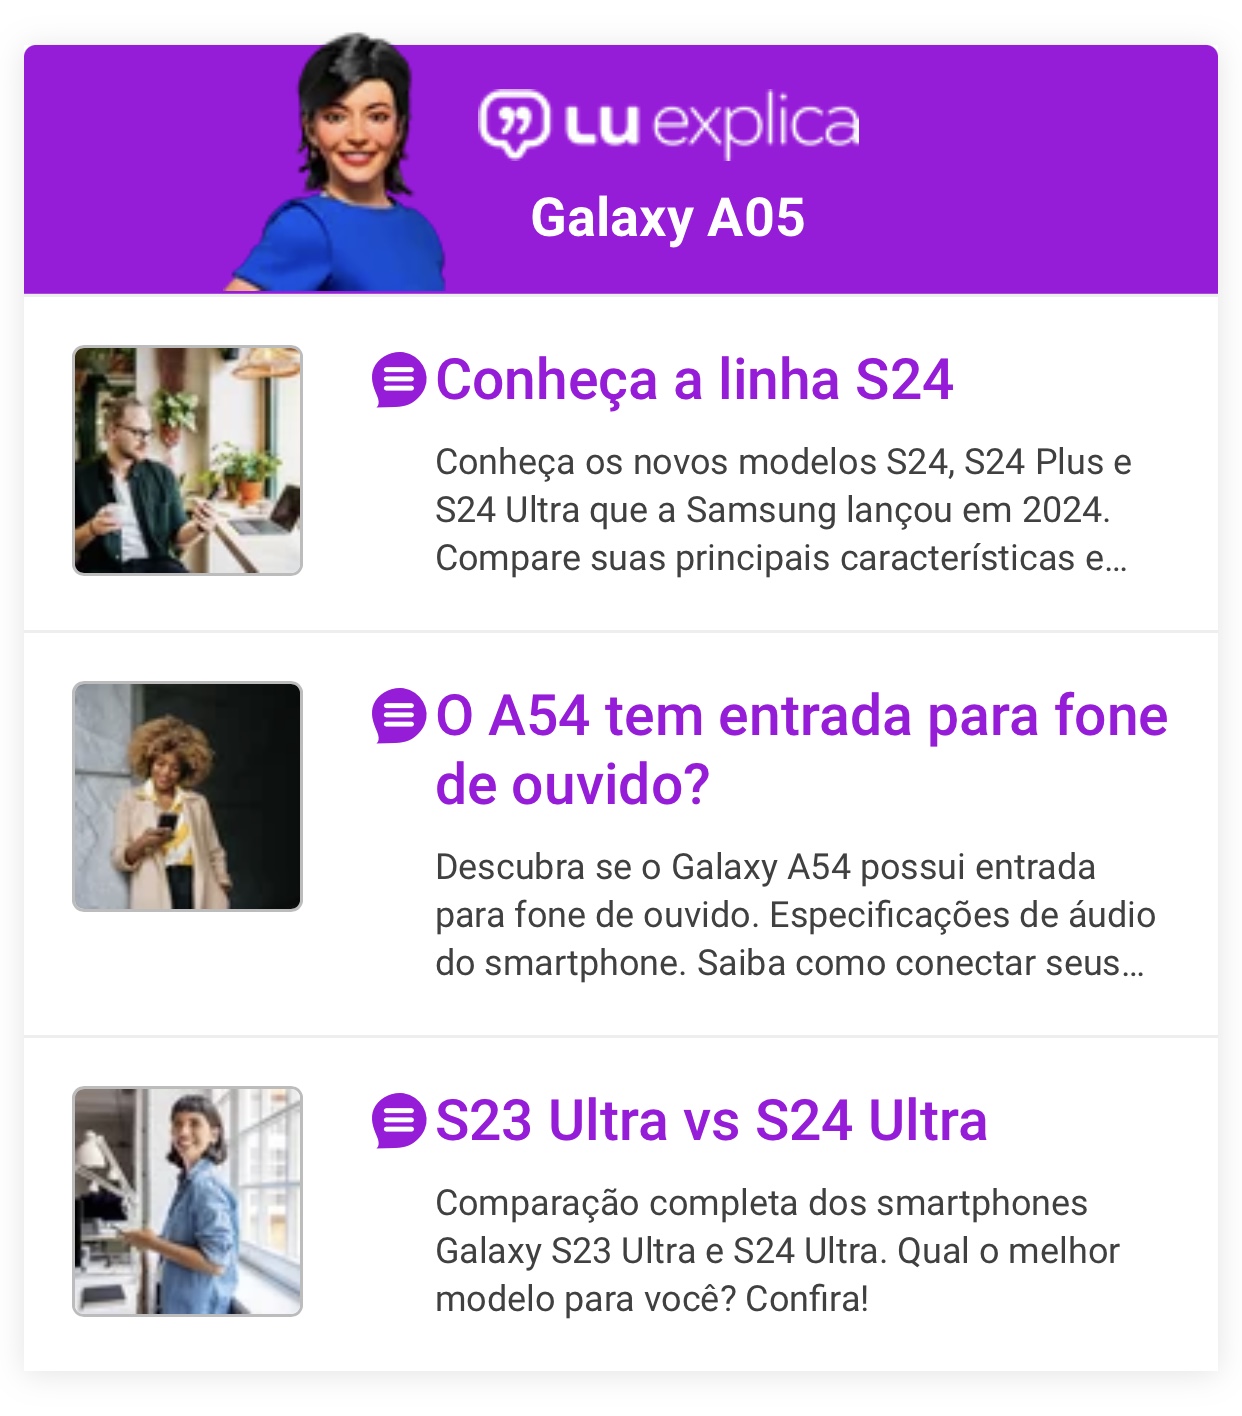 LU explica
Galaxy A05
Conheça a linha S24
Conheça os novos modelos S24, S24 Plus e
S24 Ultra que a Samsung lançou em 2024.
Compare suas principais características e...
O A54 tem entrada para fone
de ouvido?
Descubra se o Galaxy A54 possui entrada
para fone de ouvido. Especificações de áudio
do smartphone. Saiba como conectar seus...
S23 Ultra vs S24 Ultra
Comparação completa dos smartphones
Galaxy S23 Ultra e S24 Ultra. Qual o melhor
modelo para você? Confira!